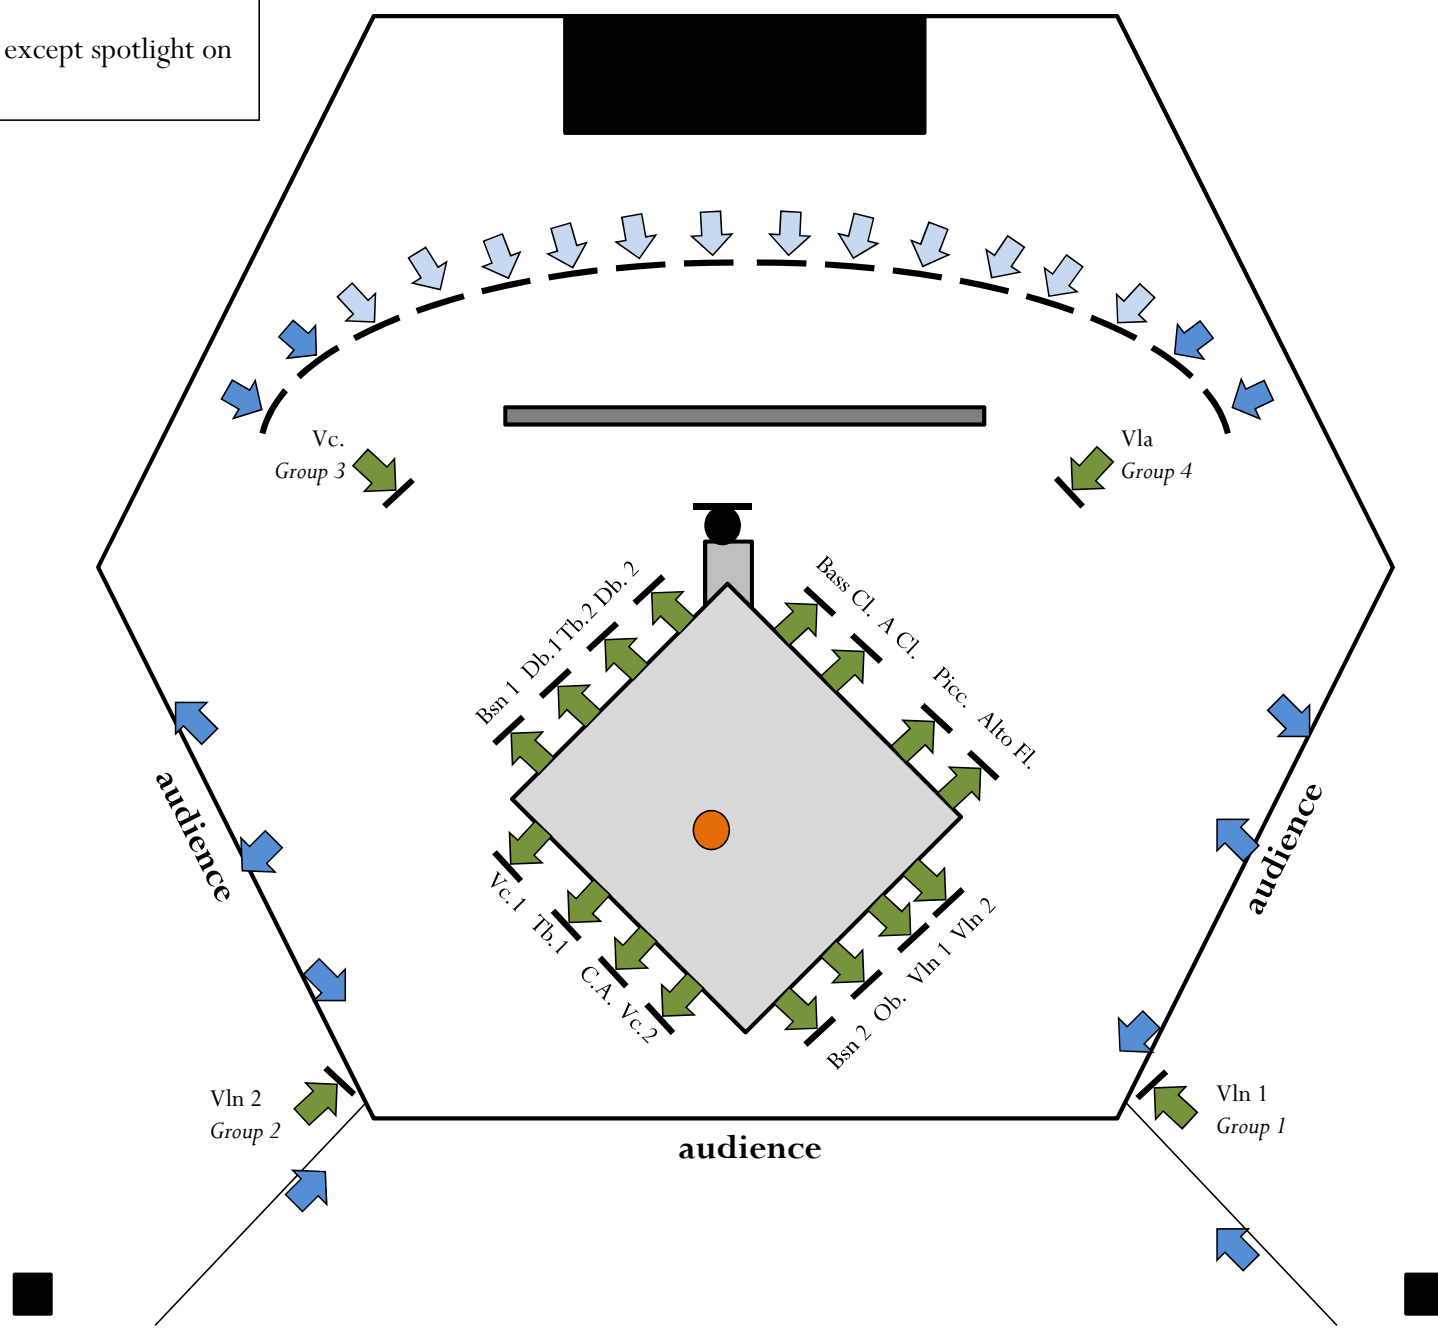 except spotlight on
Vc.
Group 3
Vla
Group 4
Bsn 1 Db.1 Tb.2 Db. 2
Bass Cl. A Cl. Picc. Alto Fl.
audience
audience
Vc.1 Tb.1 C.A. Vc.2
Bsn 2 Ob. Vln 1 Vln 2
Vln 2
Group 2
Vln 1
Group 1
audience